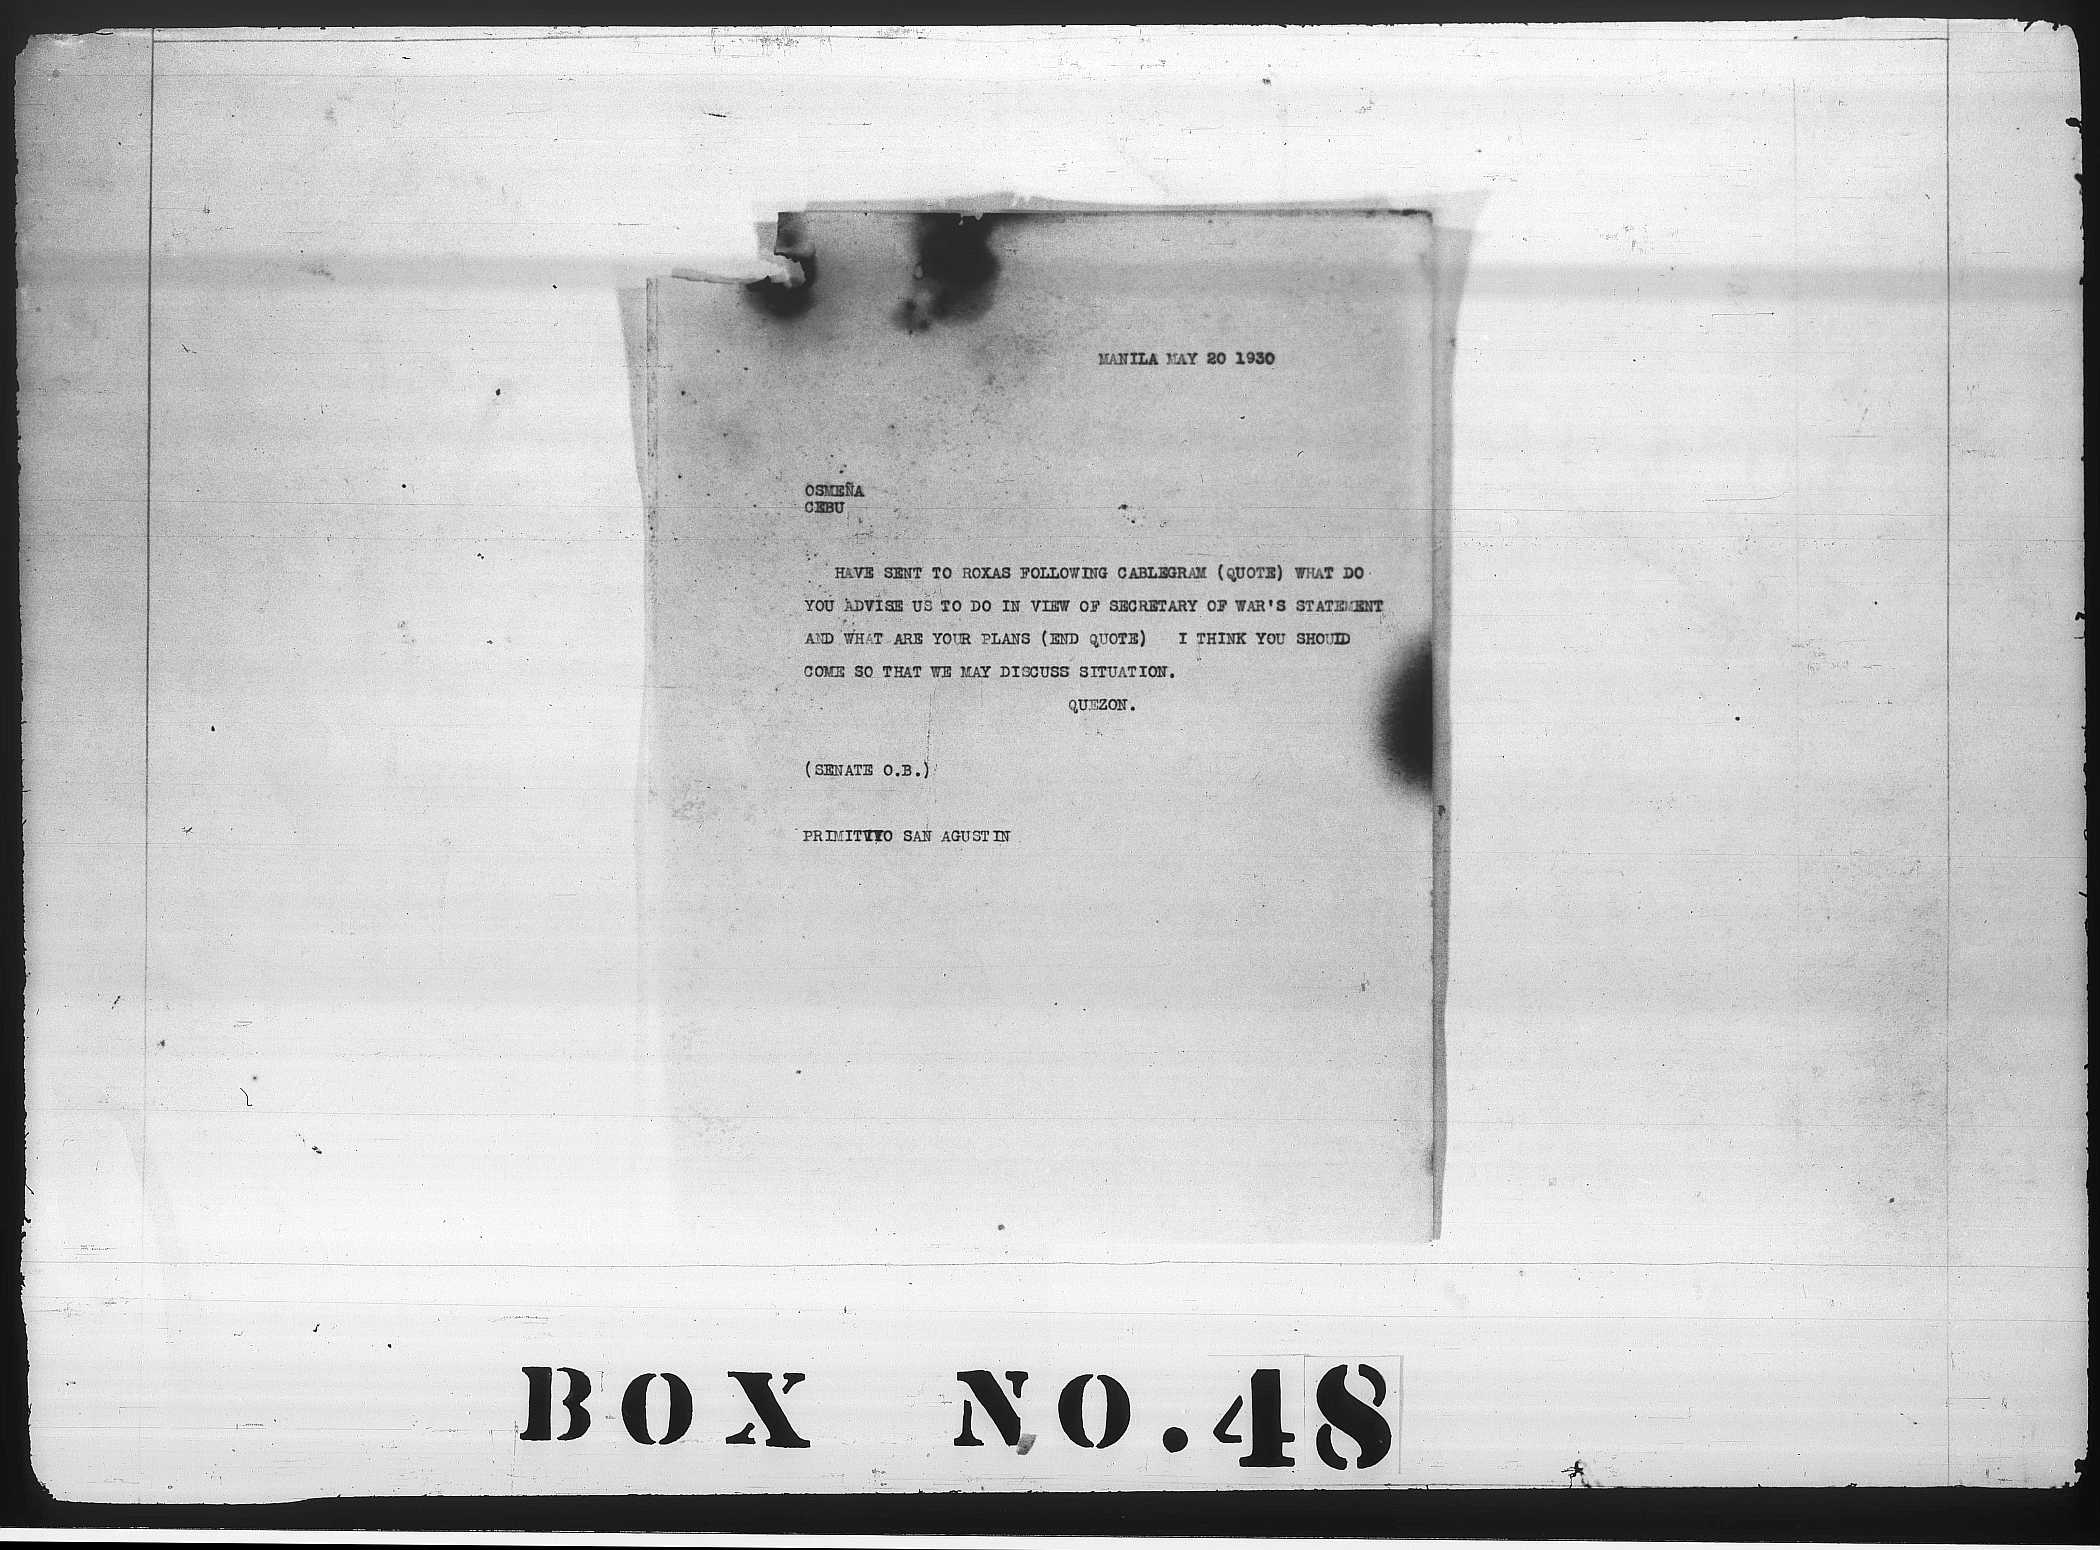 MANILA MAY 20 1930
OSMEÑA
CEBU
HAVE SENT TO ROXAS FOLLOWING CABLEGRAM (QUOTE) WHAT DO
YOU ADVISE US TO DO IN VIEW OF SECRETARY OF WAR'S STATEMENT
AND WHAT ARE YOUR PLANS (END QUOTE) I THINK YOU SHOULD
COME SO THAT WE MAY DISCUSS SITUATION.
QUEZON.
(SENATE O.B.)
PRIMITIVO SAN AGUSTIN
BOX NO.48